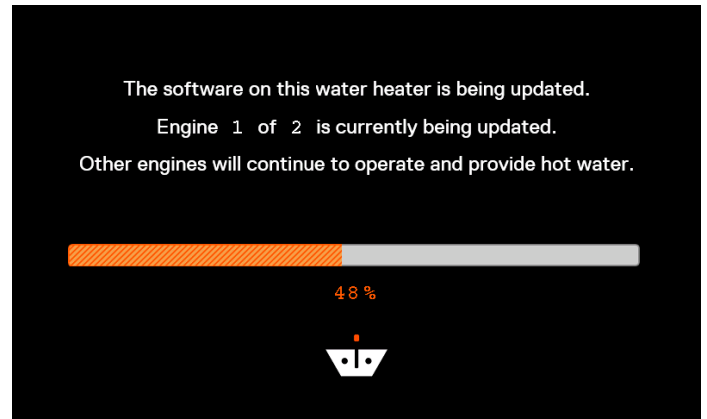 The software on this water heater is being updated.
Engine 1 of 2 is currently being updated.
Other engines will continue to operate and provide hot water.
48%